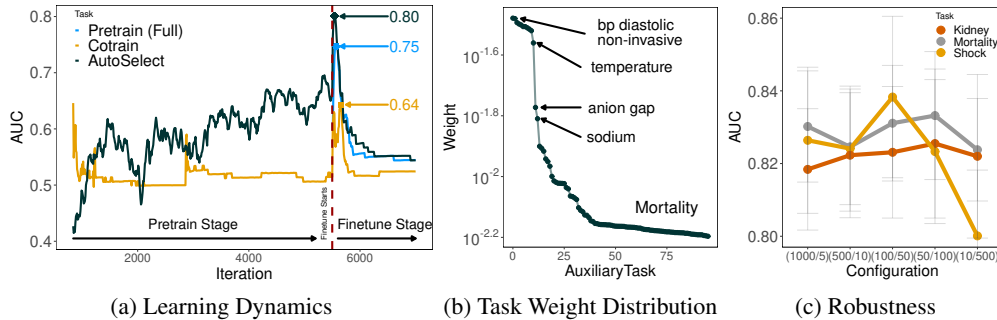 Task
Pretrain (Full)
Cotrain
AutoSelect
0.80
0.75
0.64
0.8
0.7
0.6
0.5
0.4
AUC
Pretrain Stage
Finetune Starts
Finetune Stage
2000
4000
6000
Iteration
(a) Learning Dynamics
bp diastolic
non-invasive
temperature
anion gap
sodium
Mortality
10^-1.6
10^-1.8
10^-2
10^-2.2
Weight
0
25
50
75
AuxiliaryTask
(b) Task Weight Distribution
Task
Kidney
Mortality
Shock
0.86
0.84
0.82
0.80
AUC
(1000/5)(500/10)(100/50)(50/100)(10/500)
Configuration
(c) Robustness